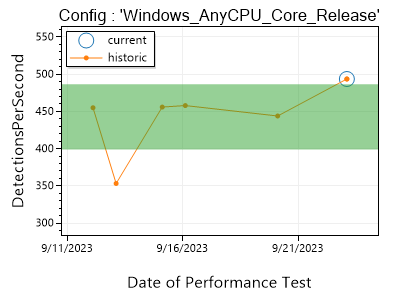 Config : 'Windows_AnyCPU_Core_Release'
current
historic
DetectionsPerSecond
550
500
450
400
350
300
9/11/2023 9/16/2023 9/21/2023
Date of Performance Test